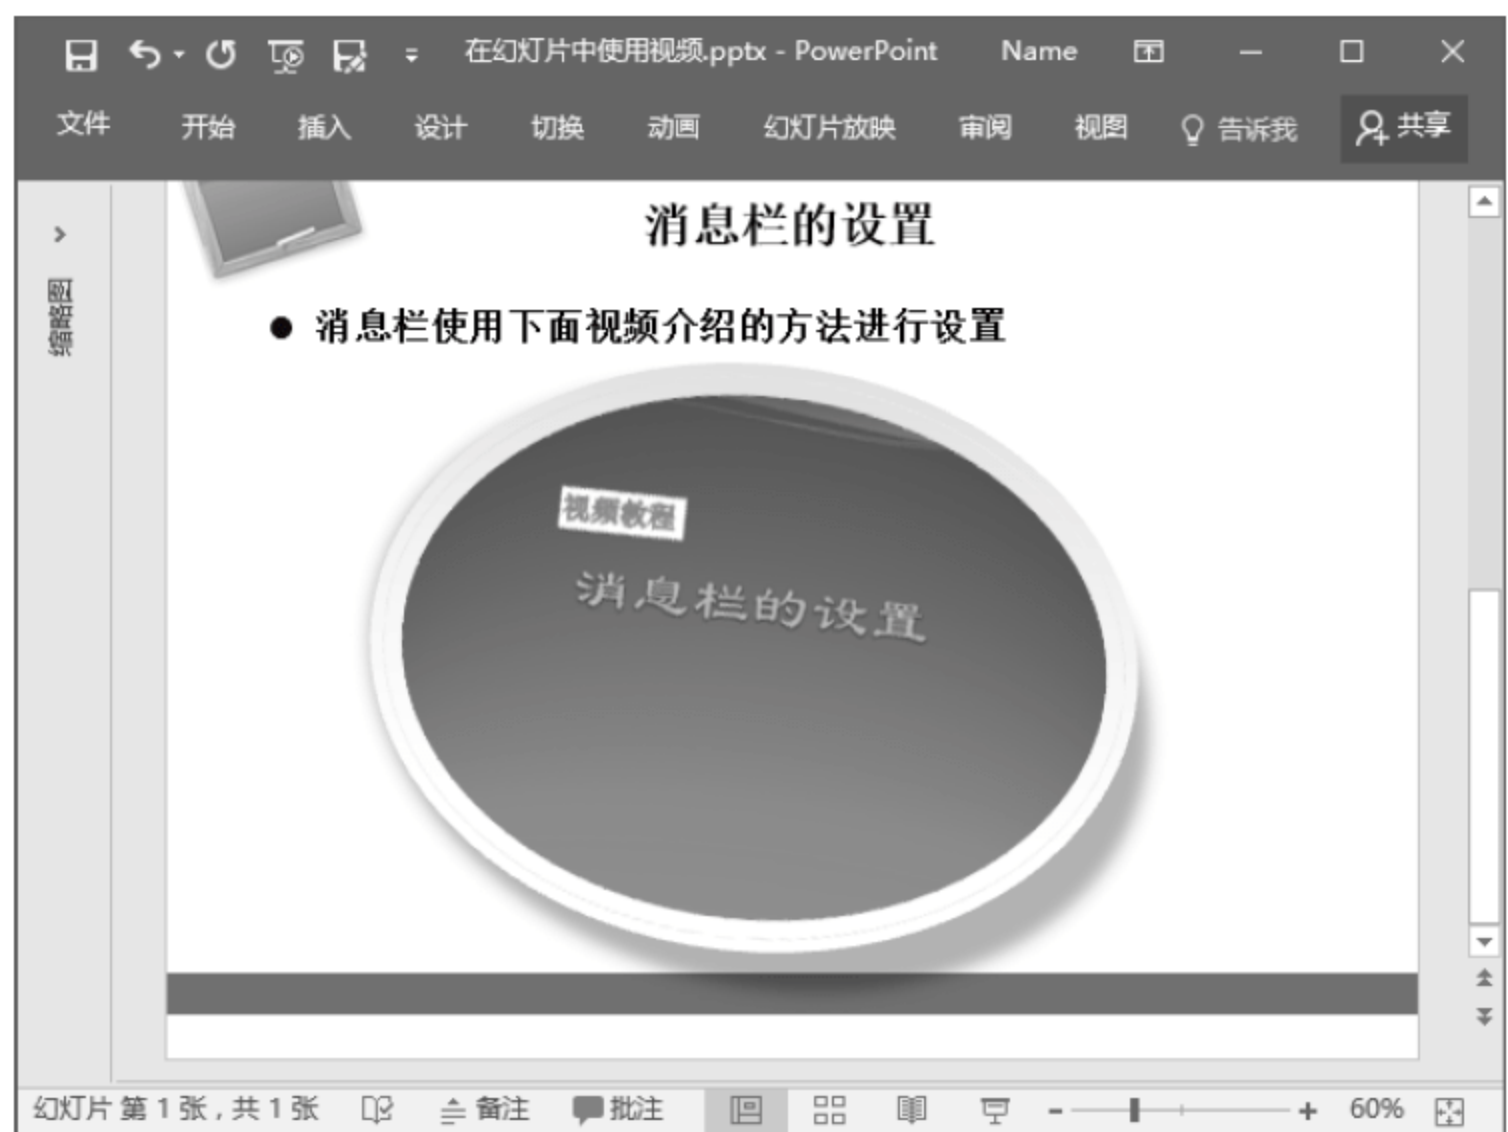 在幻灯片中使用视频.pptx - PowerPoint Name
文件 开始 插入 设计 切换 动画 幻灯片放映 审阅 视图 告诉我 共享
缩略图
消息栏的设置
● 消息栏使用下面视频介绍的方法进行设置
视频教程
消息栏的设置
幻灯片 第 1 张，共 1 张 备注 批注 60%